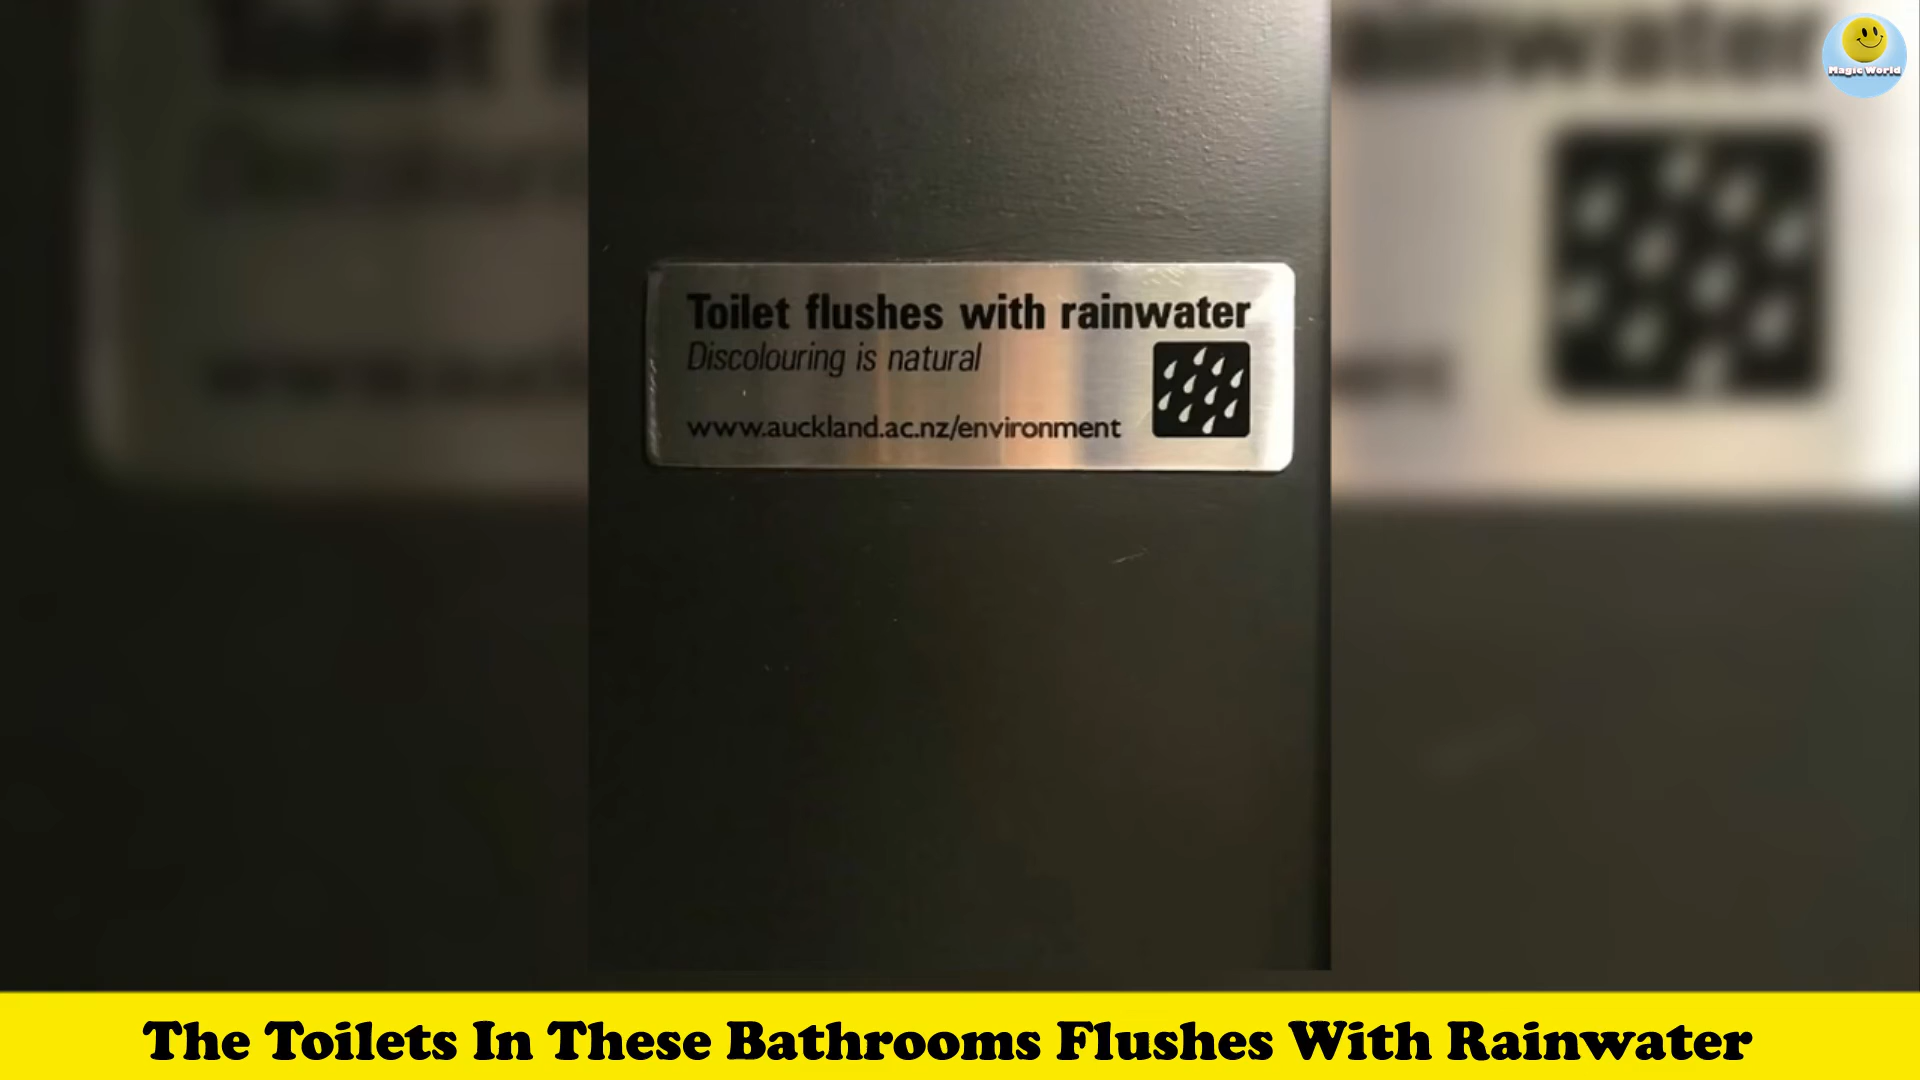 Magic World
Toilet flushes with rainwater
Discolouring is natural
www.auckland.ac.nz/environment
The Toilets In These Bathrooms Flushes With Rainwater